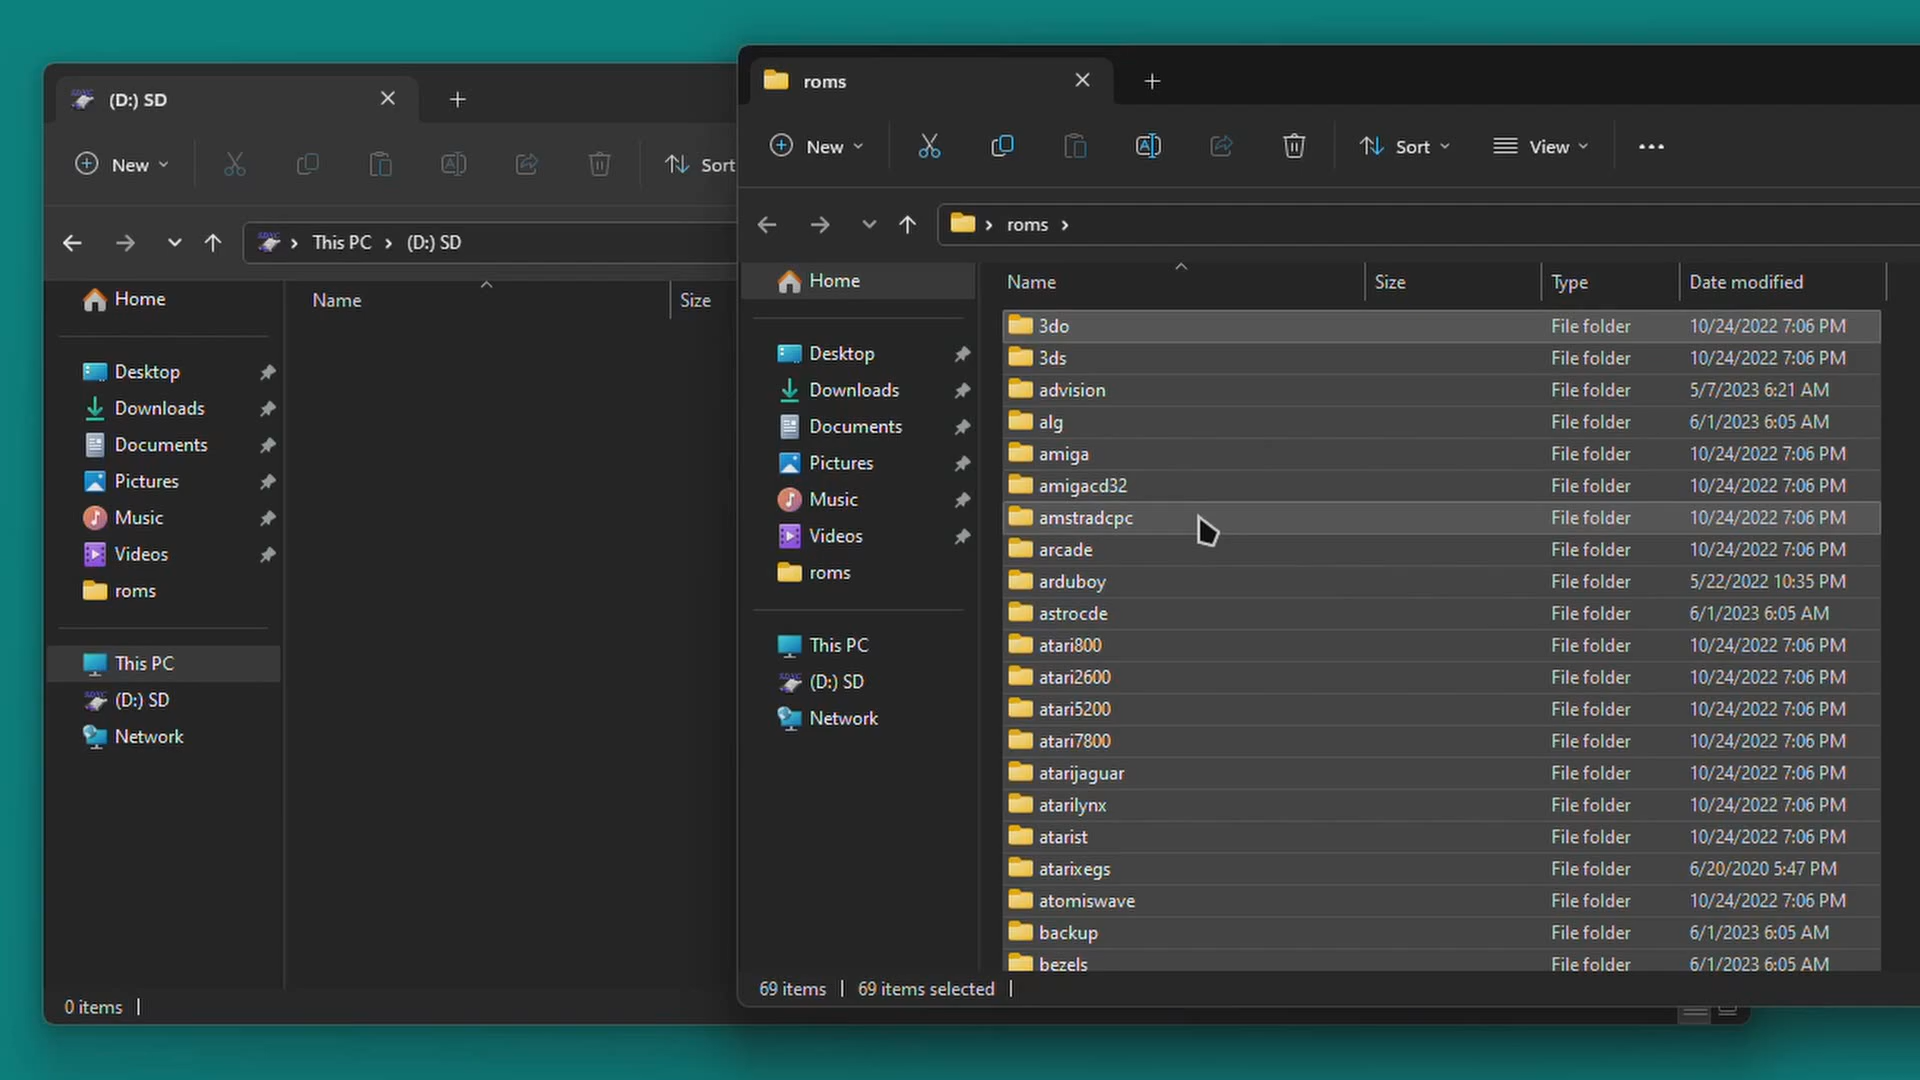 (D:) SD
New
Sort
This PC
(D:) SD
Home
Desktop
Downloads
Documents
Pictures
Music
Videos
roms
This PC
(D:) SD
Network
Name
Size
0 items
roms
New
Sort
View
roms
Home
Desktop
Downloads
Documents
Pictures
Music
Videos
roms
This PC
(D:) SD
Network
Name Size Type Date modified
3do File folder 10/24/2022 7:06 PM
3ds File folder 10/24/2022 7:06 PM
advision File folder 5/7/2023 6:21 AM
alg File folder 6/1/2023 6:05 AM
amiga File folder 10/24/2022 7:06 PM
amigacd32 File folder 10/24/2022 7:06 PM
amstradcpc File folder 10/24/2022 7:06 PM
arcade File folder 10/24/2022 7:06 PM
arduboy File folder 5/22/2022 10:35 PM
astrocde File folder 6/1/2023 6:05 AM
atari800 File folder 10/24/2022 7:06 PM
atari2600 File folder 10/24/2022 7:06 PM
atari5200 File folder 10/24/2022 7:06 PM
atari7800 File folder 10/24/2022 7:06 PM
atarijaguar File folder 10/24/2022 7:06 PM
atarilynx File folder 10/24/2022 7:06 PM
atarist File folder 10/24/2022 7:06 PM
atarixegs File folder 6/20/2020 5:47 PM
atomiswave File folder 10/24/2022 7:06 PM
backup File folder 6/1/2023 6:05 AM
bezels File folder 6/1/2023 6:05 AM
69 items 69 items selected